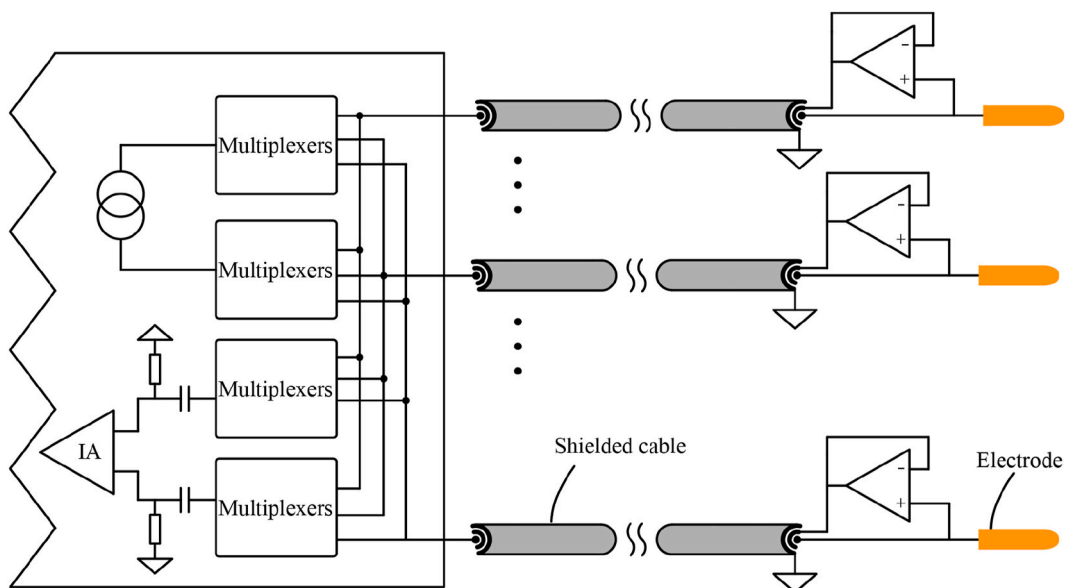 Multiplexers
Multiplexers
Multiplexers
IA
Multiplexers
-
+
-
+
Shielded cable
-
+
Electrode